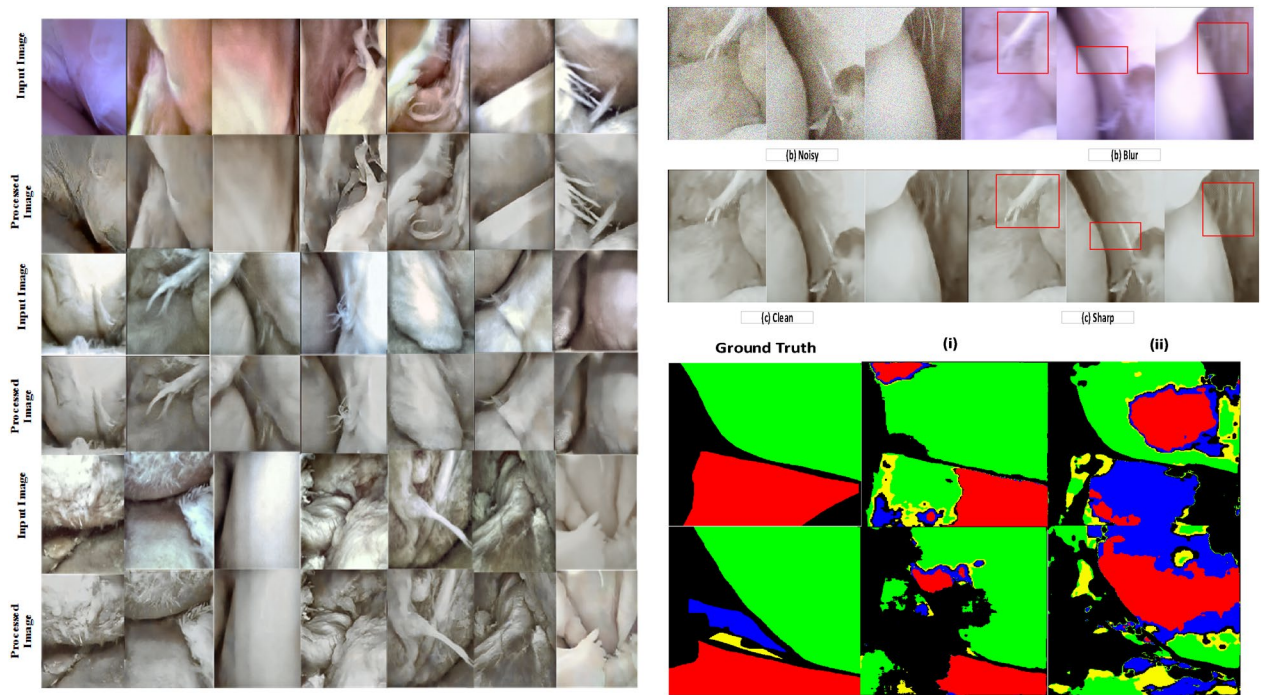 Input Image
Processed
Image
Input Image
Processed
Image
Input Image
Processed
Image
(b) Noisy
(b) Blur
(c) Clean
(c) Sharp
Ground Truth
(i)
(ii)